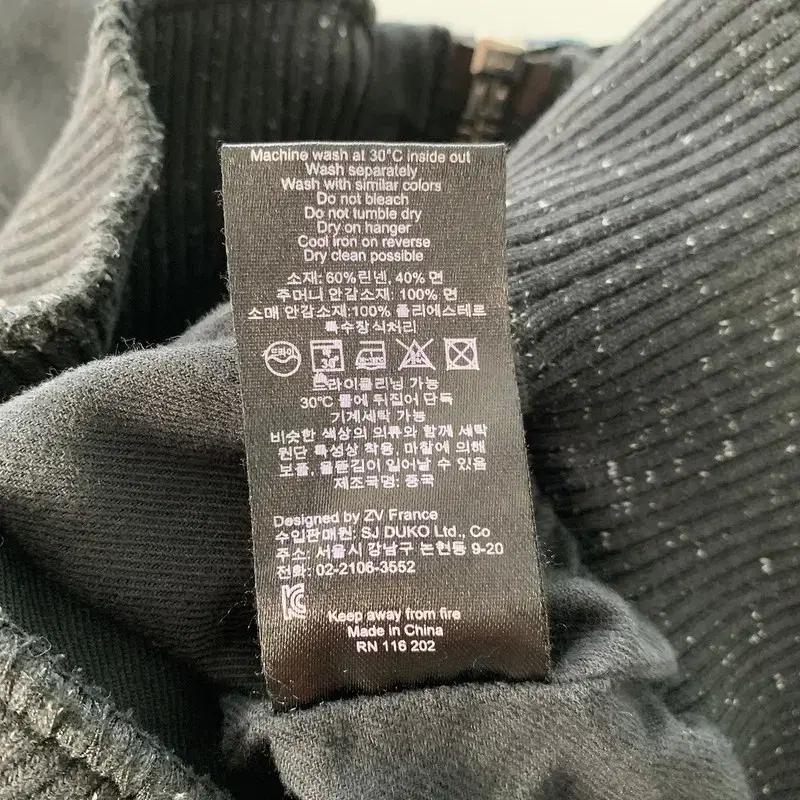 Machine wash at 30°C inside out
Wash separately
Wash with similar colors
Do not bleach
Do not tumble dry
Dry on hanger
Cool iron on reverse
Dry clean possible
소재: 60%린넨, 40% 면
주머니 안감소재: 100% 면
소매 안감소재:100% 폴리에스테르
특수장식처리
드라이
30°
드라이클리닝 가능
30℃ 물에 뒤집어 단독
기계세탁 가능
비슷한 색상의 의류와 함께 세탁
원단 특성상 착용, 마찰에 의해
보풀, 올뜯김이 일어날 수 있음
제조국명: 중국
Designed by ZV France
수입판매원: SJ DUKO Ltd., Co
주소: 서울시 강남구 논현동 9-20
전화: 02-2106-3552
Keep away from fire
Made in China
RN 116 202